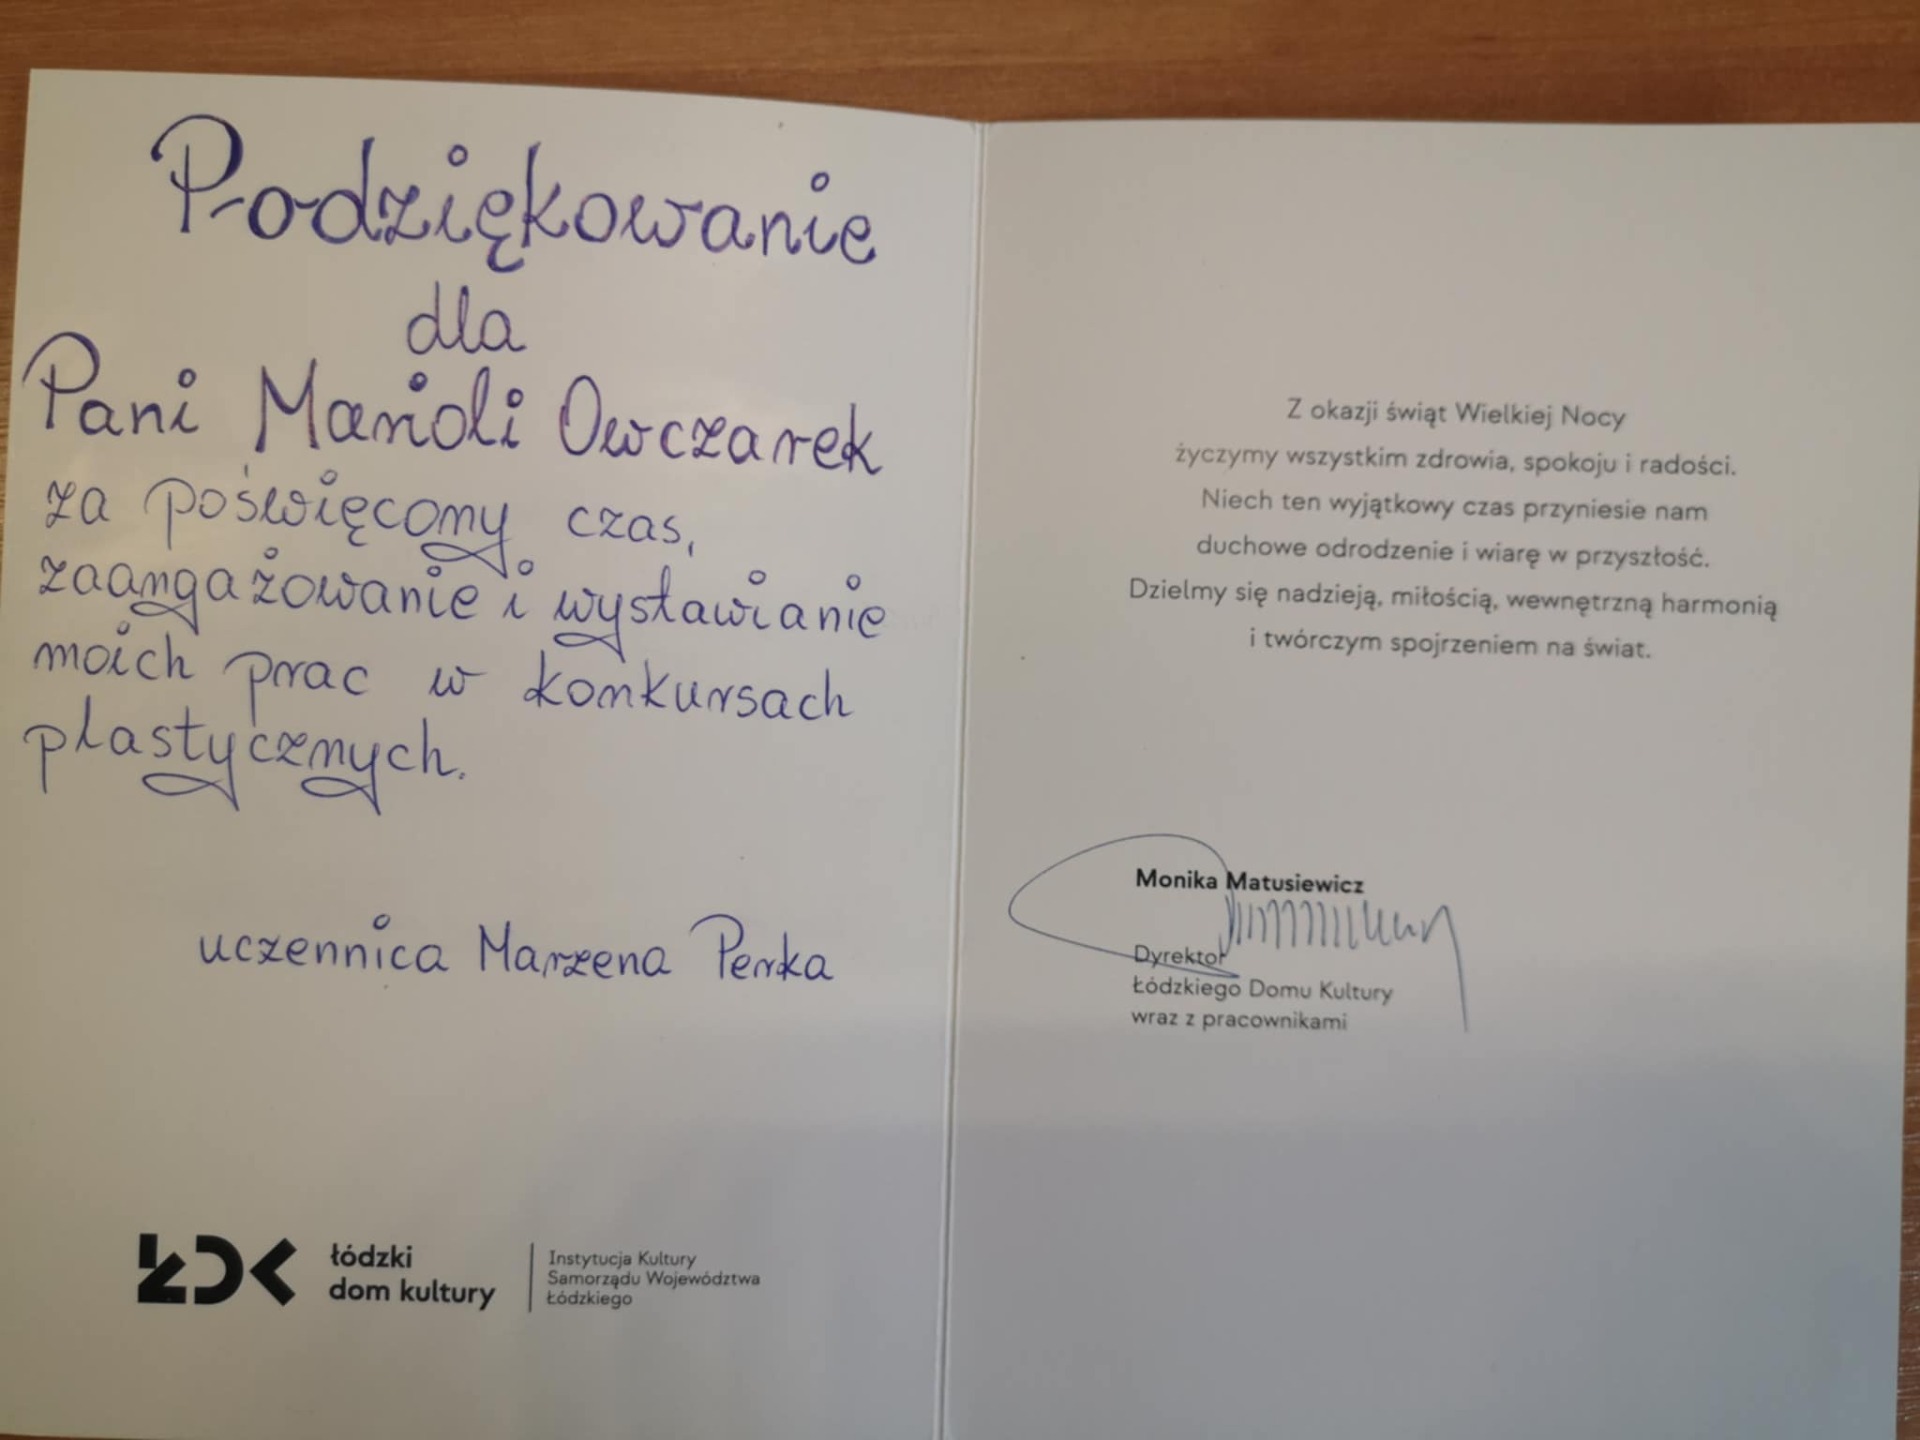 Podziękowanie
dla
Pani Marioli Owczarek
za poświęcony czas,
zaangażowanie i wystawianie
moich prac w konkursach
plastycznych.
uczennica Marzena Perka
ŁDK
łódzki
dom kultury
Instytucja Kultury
Samorządu Województwa
Łódzkiego
Z okazji świąt Wielkiej Nocy
życzymy wszystkim zdrowia, spokoju i radości.
Niech ten wyjątkowy czas przyniesie nam
duchowe odrodzenie i wiarę w przyszłość.
Dzielmy się nadzieją, miłością, wewnętrzną harmonią
i twórczym spojrzeniem na świat.
Monika Matusiewicz
Dyrektor
Łódzkiego Domu Kultury
wraz z pracownikami